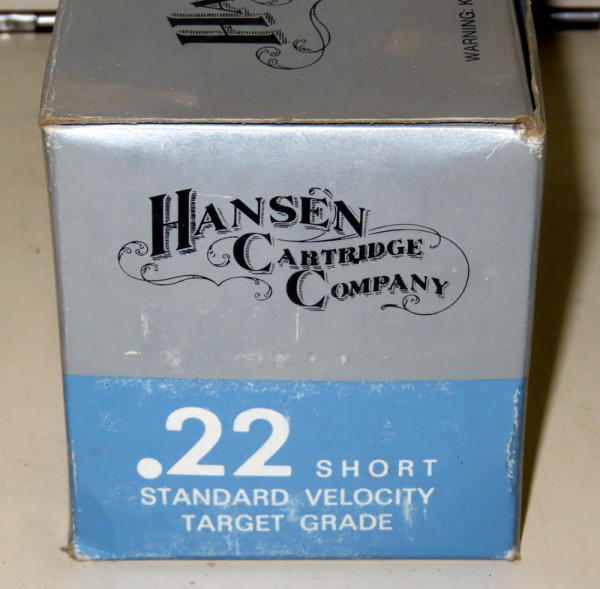 WARNING: K
HANSEN
CARTRIDGE
COMPANY
.22 SHORT
STANDARD VELOCITY
TARGET GRADE